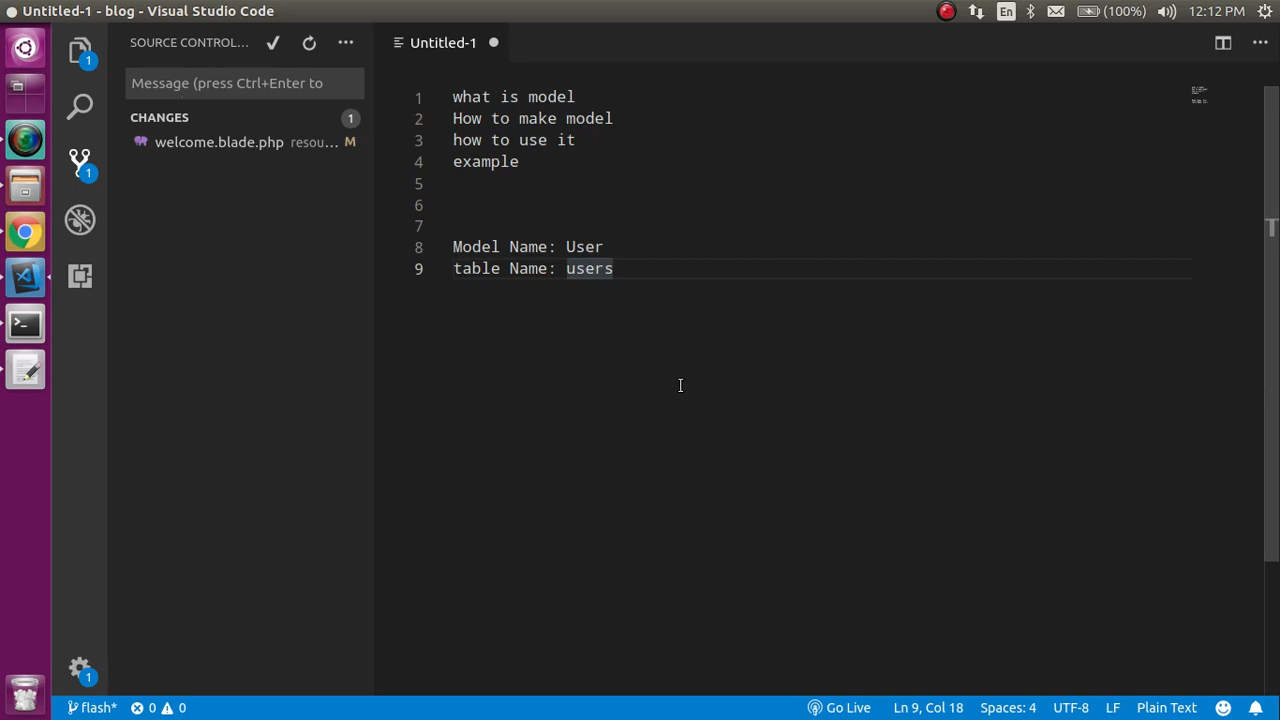 Untitled-1 - blog - Visual Studio Code
En
(100%)
12:12 PM
SOURCE CONTROL...
Untitled-1
1
Message (press Ctrl+Enter to
CHANGES
1
welcome.blade.php resou... M
1 what is model
2 How to make model
3 how to use it
4 example
5
6
7
8 Model Name: User
9 table Name: users
1
1
flash*
0
0
Go Live
Ln 9, Col 18
Spaces: 4
UTF-8
LF
Plain Text